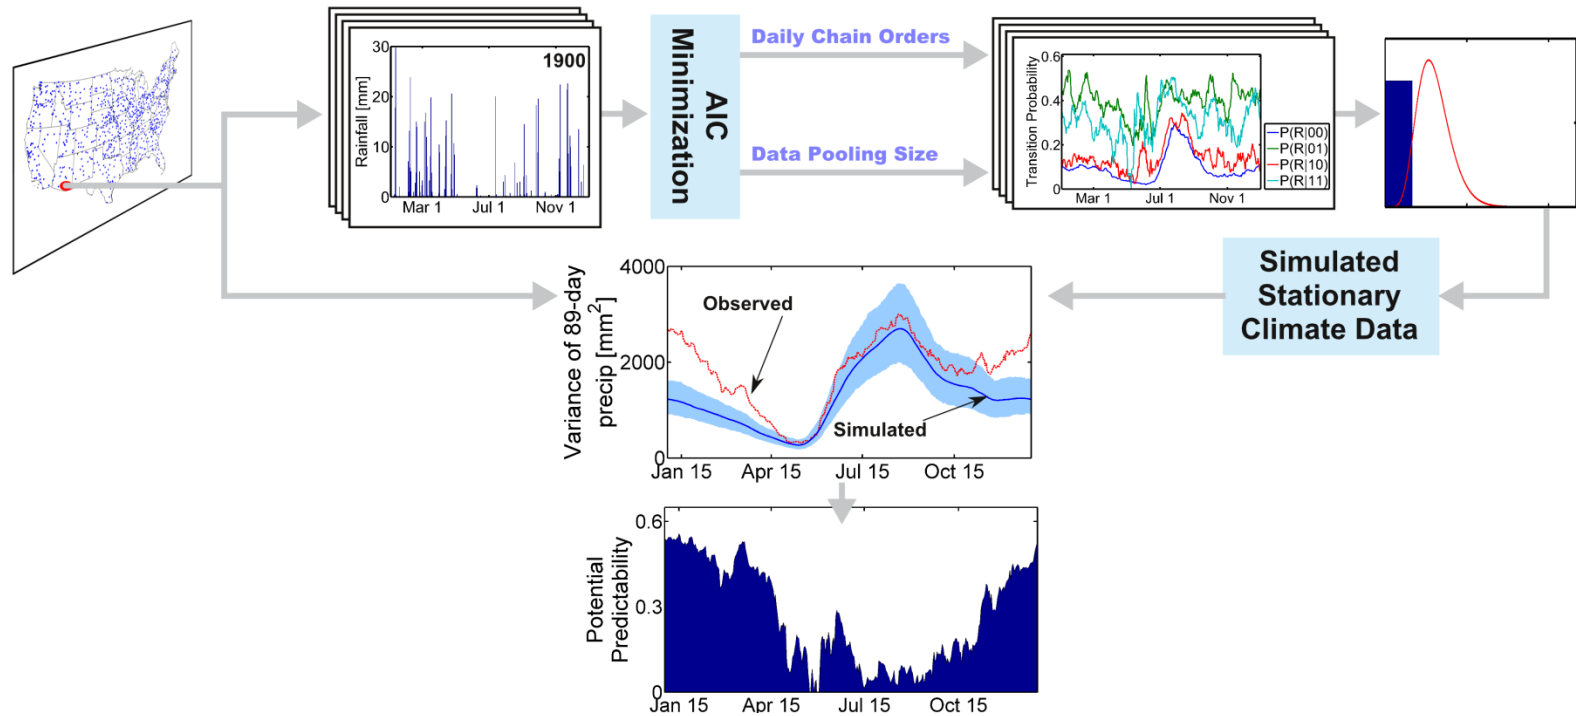 30
20
10
0
Rainfall [mm]
1900
Mar 1
Jul 1
Nov 1
AIC
Minimization
Daily Chain Orders
Data Pooling Size
0.6
0.4
0.2
0
Transition Probability
P(R|00)
P(R|01)
P(R|10)
P(R|11)
Mar 1
Jul 1
Nov 1
Simulated
Stationary
Climate Data
4000
2000
0
Variance of 89-day
precip [mm²]
Observed
Simulated
Jan 15
Apr 15
Jul 15
Oct 15
0.6
0.3
0
Potential
Predictability
Jan 15
Apr 15
Jul 15
Oct 15